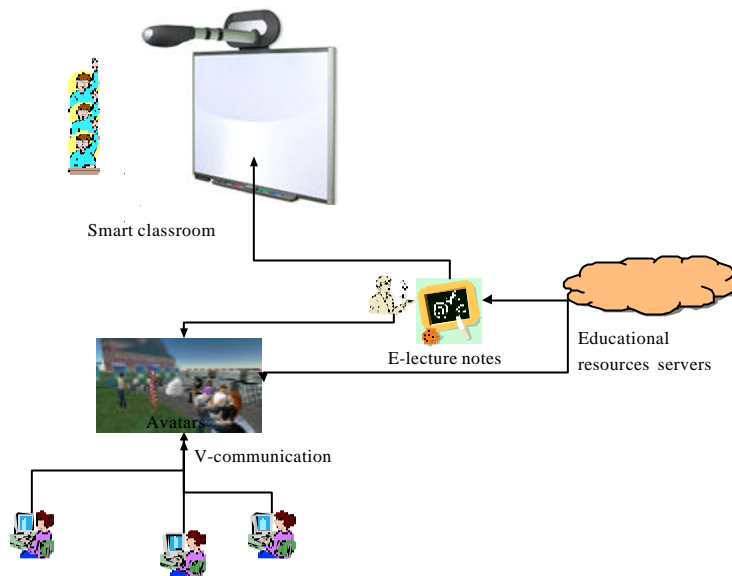 Smart classroom
E-lecture notes
Educational
resources servers
Avatars
V-communication